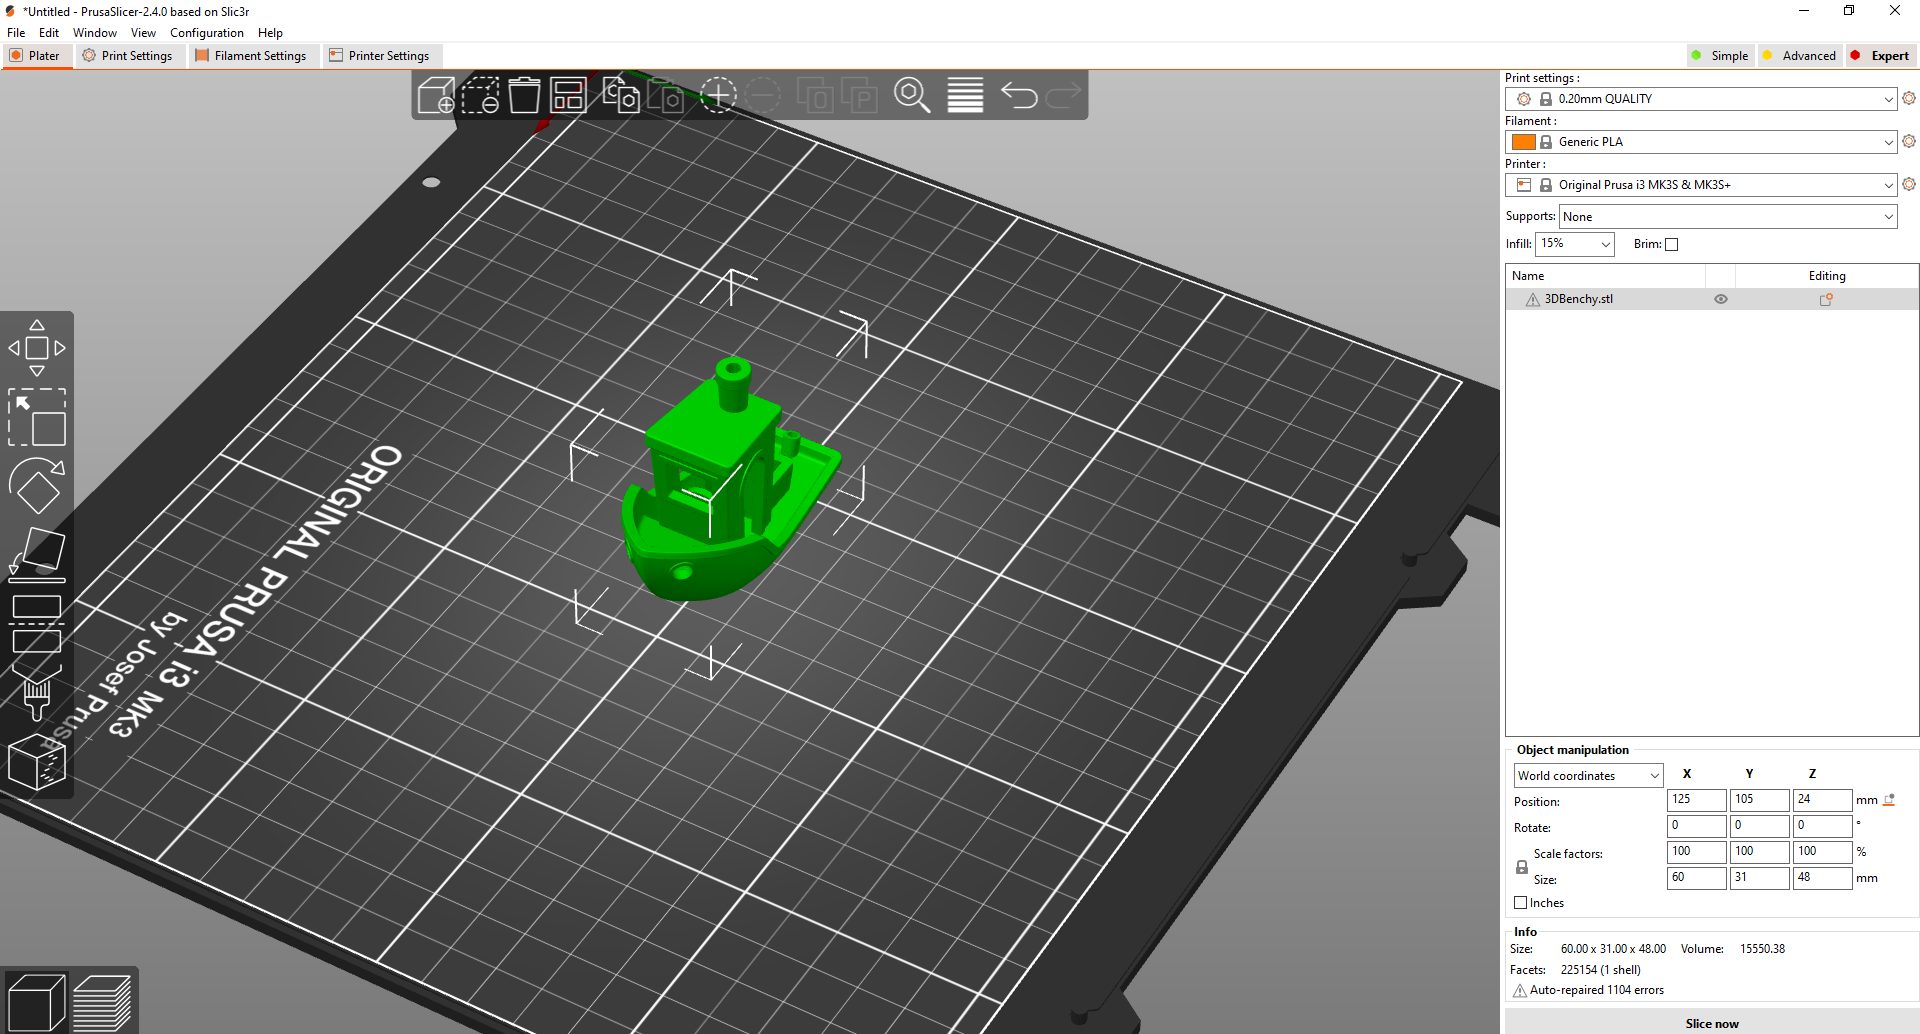 *Untitled - PrusaSlicer-2.4.0 based on Slic3r
File Edit Window View Configuration Help
Plater Print Settings Filament Settings Printer Settings Simple Advanced Expert
Print settings :
0.20mm QUALITY
Filament :
Generic PLA
Printer :
Original Prusa i3 MK3S & MK3S+
Supports: None
Infill: 15% Brim:
Name Editing
3DBenchy.stl
ORIGINAL PRUSA i3 MK3
by Josef Prusa
Object manipulation
World coordinates X Y Z
Position: 125 105 24 mm
Rotate: 0 0 0 °
Scale factors: 100 100 100 %
Size: 60 31 48 mm
Inches
Info
Size: 60.00 x 31.00 x 48.00 Volume: 15550.38
Facets: 225154 (1 shell)
Auto-repaired 1104 errors
Slice now